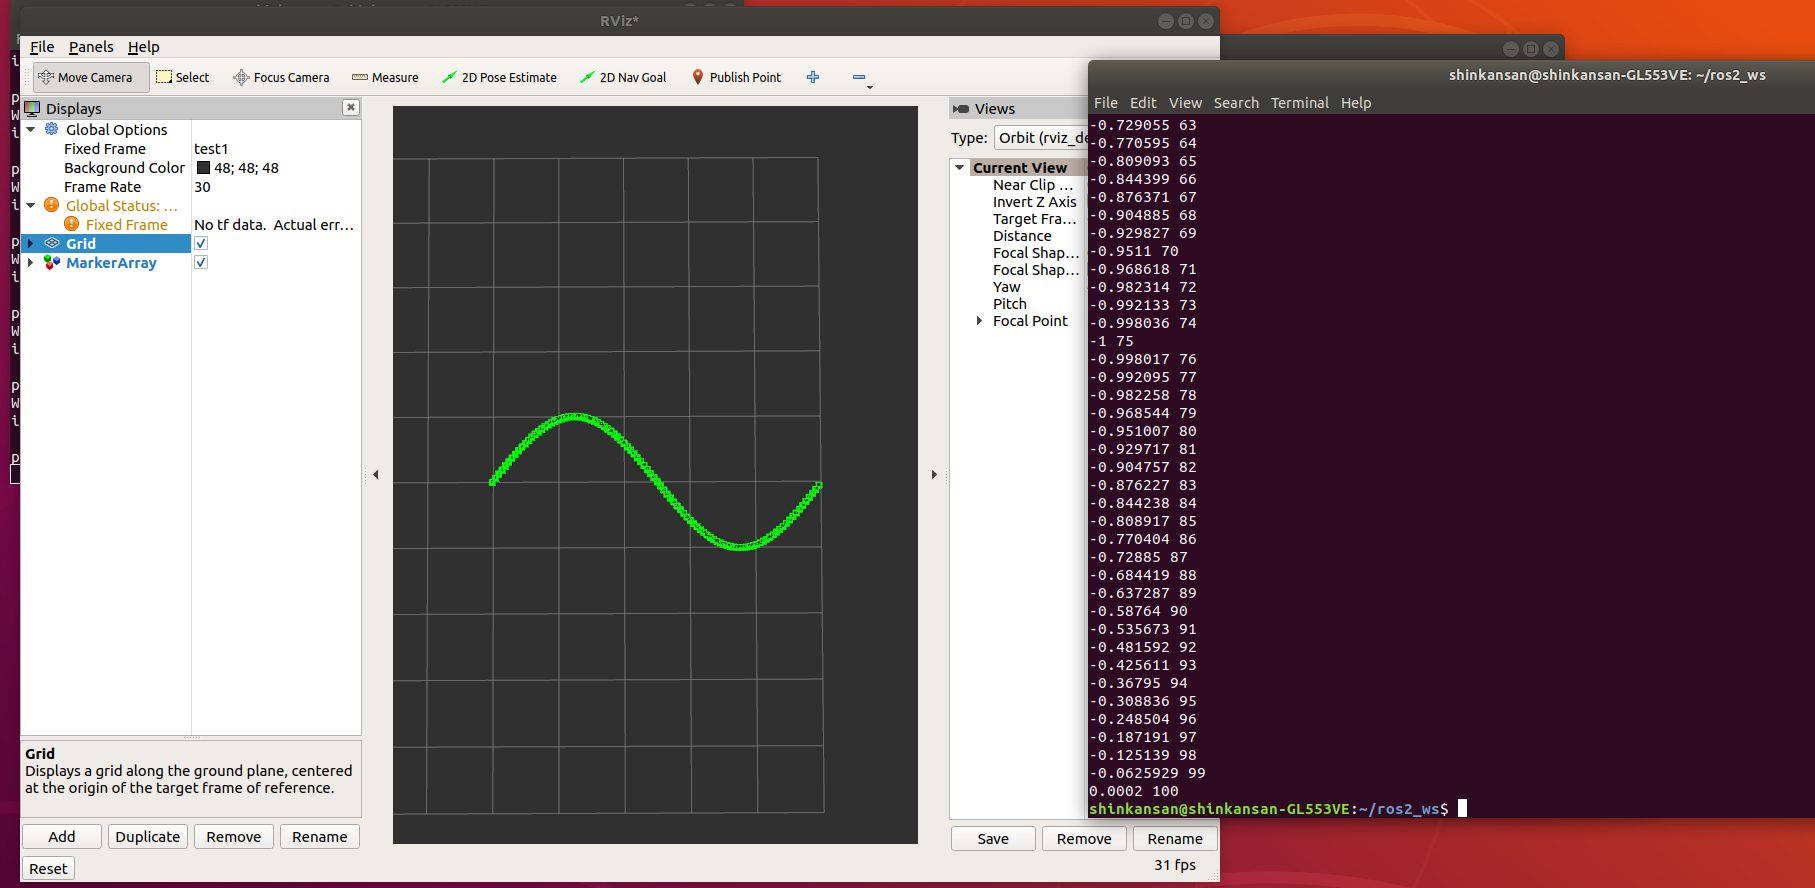 RViz*
File Panels Help
Move Camera Select Focus Camera Measure 2D Pose Estimate 2D Nav Goal Publish Point
Displays
Global Options
Fixed Frame test1
Background Color 48; 48; 48
Frame Rate 30
Global Status: ...
Fixed Frame No tf data. Actual err...
Grid
MarkerArray
Grid
Displays a grid along the ground plane, centered
at the origin of the target frame of reference.
Add Duplicate Remove Rename
Reset
Views
Type: Orbit (rviz_de
Current View
Near Clip ...
Invert Z Axis
Target Fra...
Distance
Focal Shap...
Focal Shap...
Yaw
Pitch
Focal Point
Save Remove Rename
31 fps
shinkansan@shinkansan-GL553VE: ~/ros2_ws
File Edit View Search Terminal Help
-0.729055 63
-0.770595 64
-0.809093 65
-0.844399 66
-0.876371 67
-0.904885 68
-0.929827 69
-0.9511 70
-0.968618 71
-0.982314 72
-0.992133 73
-0.998036 74
-1 75
-0.998017 76
-0.992095 77
-0.982258 78
-0.968544 79
-0.951007 80
-0.929717 81
-0.904757 82
-0.876227 83
-0.844238 84
-0.808917 85
-0.770404 86
-0.72885 87
-0.684419 88
-0.637287 89
-0.58764 90
-0.535673 91
-0.481592 92
-0.425611 93
-0.36795 94
-0.308836 95
-0.248504 96
-0.187191 97
-0.125139 98
-0.0625929 99
0.0002 100
shinkansan@shinkansan-GL553VE:~/ros2_ws$